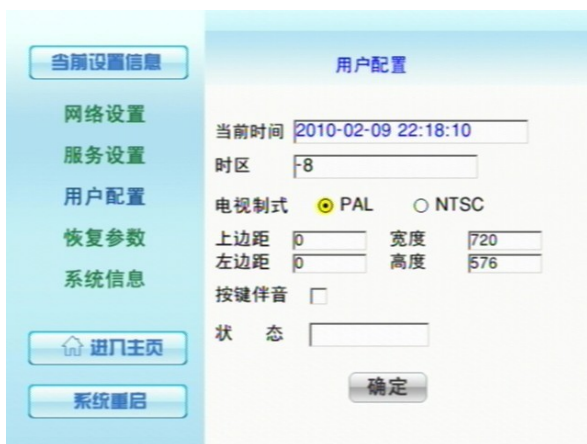 当前设置信息
用户配置
网络设置
服务设置
用户配置
恢复参数
系统信息
进入主页
系统重启
当前时间 2010-02-09 22:18:10
时区 -8
电视制式 PAL NTSC
上边距 0 宽度 720
左边距 0 高度 576
按键伴音
状 态
确定